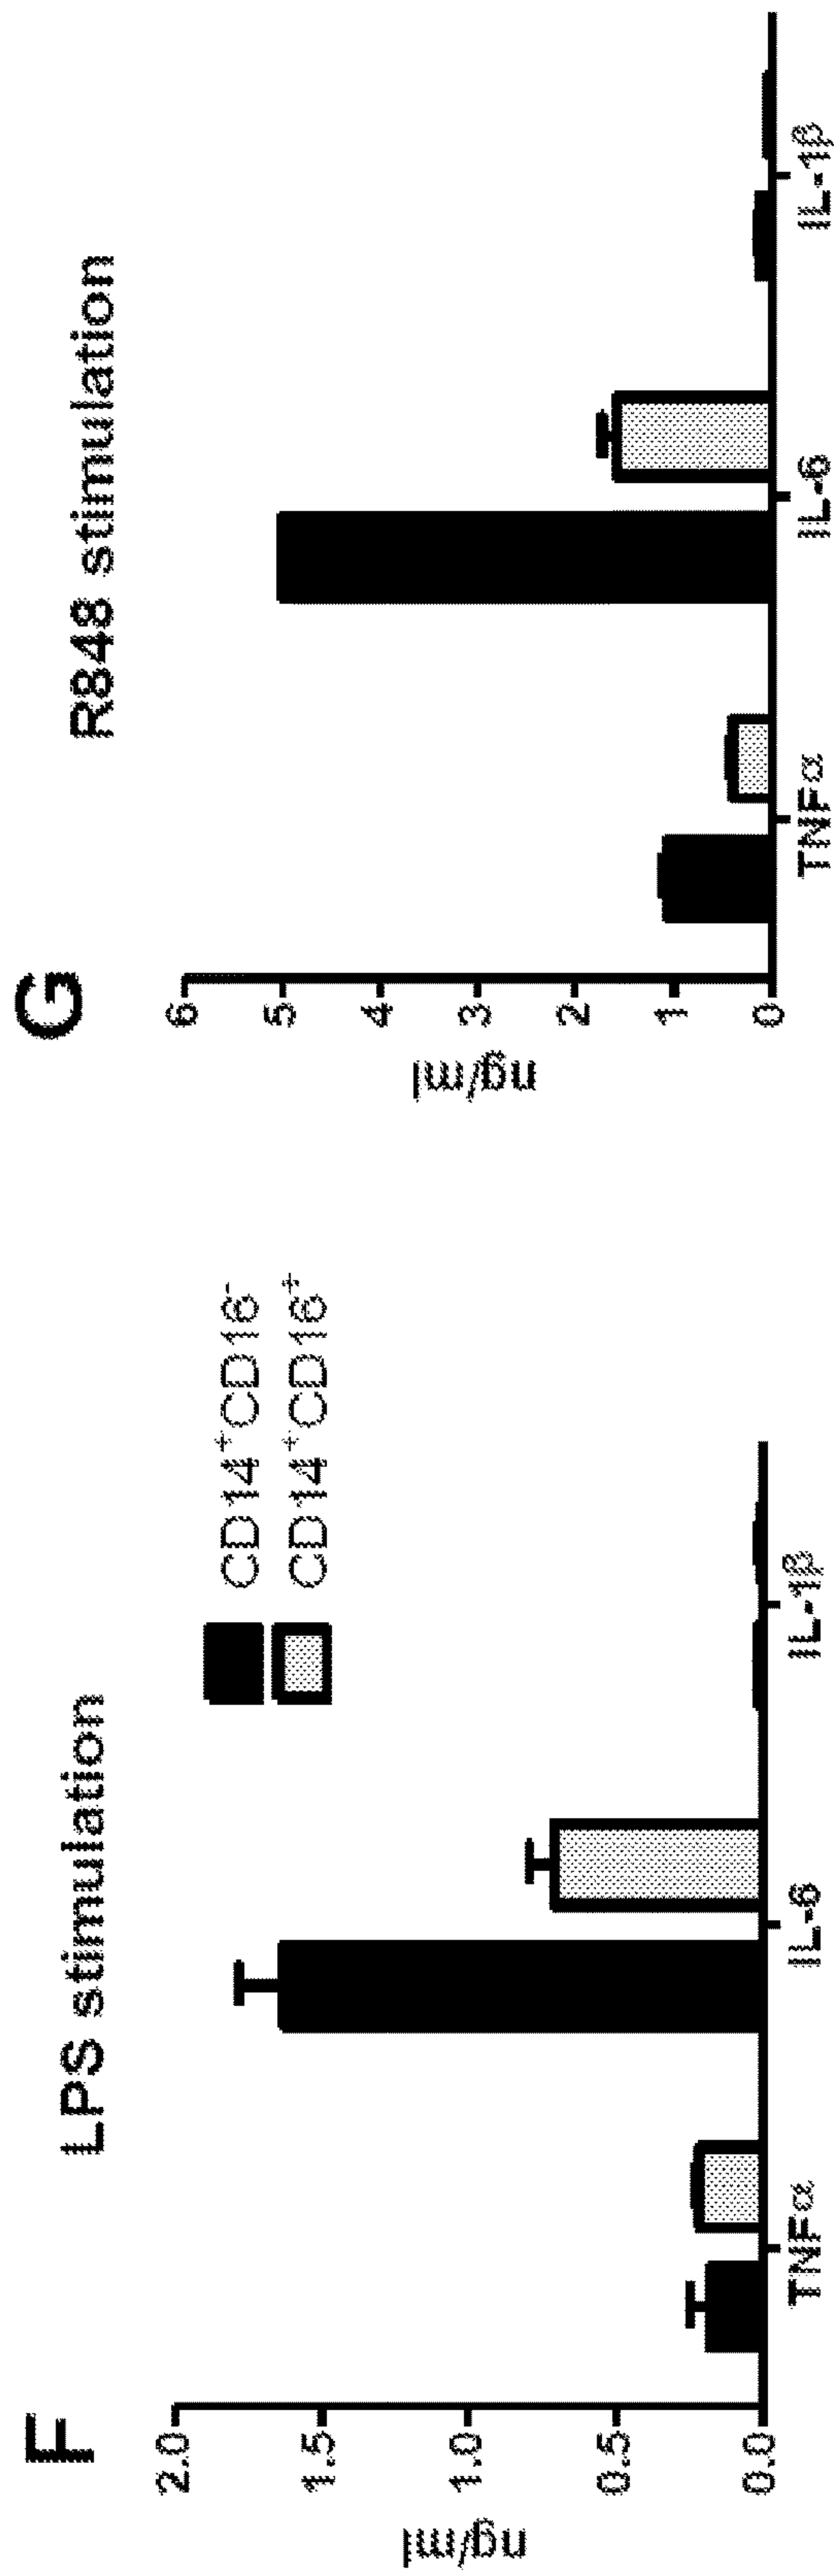 F
LPS stimulation
ng/ml
2.0
1.5
1.0
0.5
0.0
TNFα
IL-6
IL-1β
CD14⁺CD16⁻
CD14⁺CD16⁺
G
R848 stimulation
ng/ml
6
5
4
3
2
1
0
TNFα
IL-6
IL-1β